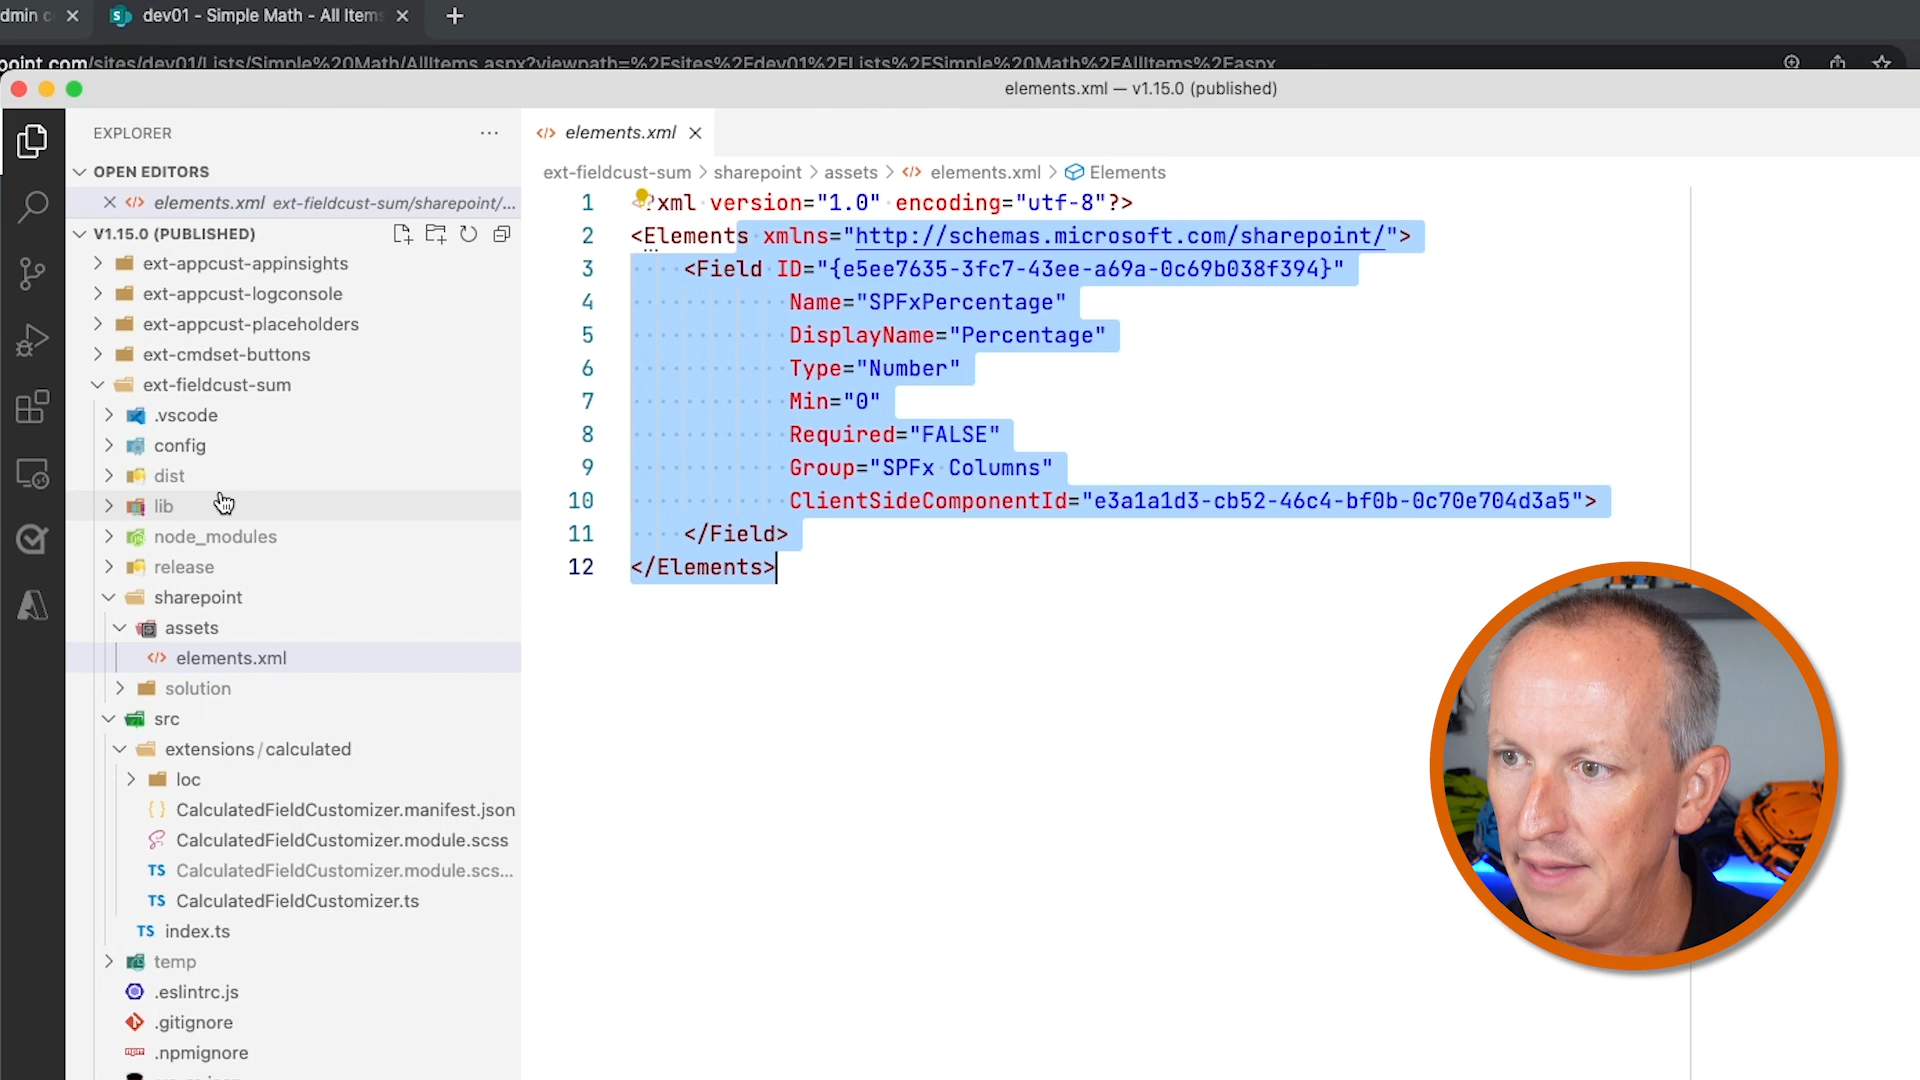 dmin
dev01 - Simple Math - All Items
point.com/sites/dev01/Lists/Simple%20Math/AllItems.aspx?viewpath=%2Fsites%2Fdev01%2FLists%2FSimple%20Math%2FAllItems%2Easpx
elements.xml — v1.15.0 (published)
EXPLORER
OPEN EDITORS
elements.xml ext-fieldcust-sum/sharepoint/...
V1.15.0 (PUBLISHED)
ext-appcust-appinsights
ext-appcust-logconsole
ext-appcust-placeholders
ext-cmdset-buttons
ext-fieldcust-sum
.vscode
config
dist
lib
node_modules
release
sharepoint
assets
elements.xml
solution
src
extensions/calculated
loc
CalculatedFieldCustomizer.manifest.json
CalculatedFieldCustomizer.module.scss
TS CalculatedFieldCustomizer.module.scs...
TS CalculatedFieldCustomizer.ts
TS index.ts
temp
.eslintrc.js
.gitignore
.npmignore
elements.xml
ext-fieldcust-sum > sharepoint > assets > elements.xml > Elements
1 ?xml version="1.0" encoding="utf-8"?>
2 <Elements xmlns="http://schemas.microsoft.com/sharepoint/">
3 <Field ID="{e5ee7635-3fc7-43ee-a69a-0c69b038f394}"
4 Name="SPFxPercentage"
5 DisplayName="Percentage"
6 Type="Number"
7 Min="0"
8 Required="FALSE"
9 Group="SPFx Columns"
10 ClientSideComponentId="e3a1a1d3-cb52-46c4-bf0b-0c70e704d3a5">
11 </Field>
12 </Elements>